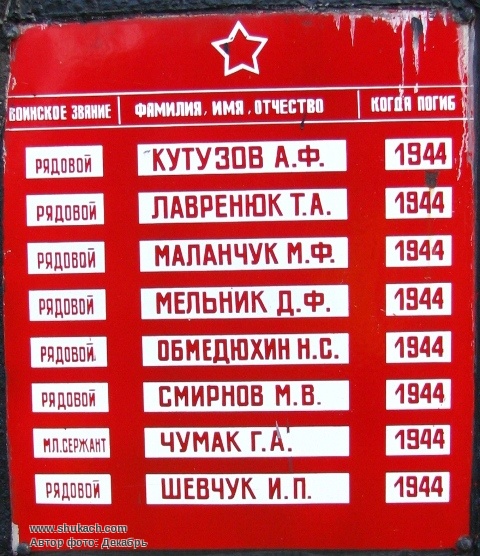 ВОИНСКОЕ ЗВАНИЕ ФАМИЛИЯ, ИМЯ, ОТЧЕСТВО КОГДА ПОГИБ
РЯДОВОЙ КУТУЗОВ А.Ф. 1944
РЯДОВОЙ ЛАВРЕНЮК Т.А. 1944
РЯДОВОЙ МАЛАНЧУК М.Ф. 1944
РЯДОВОЙ МЕЛЬНИК Д.Ф. 1944
РЯДОВОЙ. ОБМЕДЮХИН Н.С. 1944
РЯДОВОЙ СМИРНОВ М.В. 1944
МЛ.СЕРЖАНТ ЧУМАК Г.А. 1944
РЯДОВОЙ ШЕВЧУК И.П. 1944
www.shukach.com
Автор фото: Декабрь